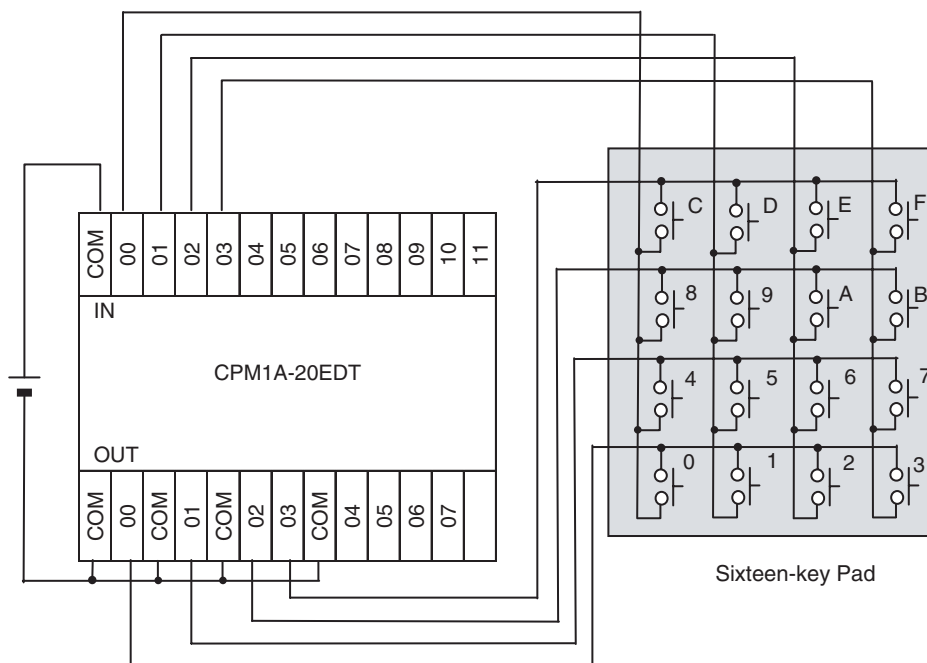 C D E F
COM 00 01 02 03 04 05 06 07 08 09 10 11
IN
8 9 A B
CPM1A-20EDT
4 5 6 7
OUT
0 1 2 3
COM 00 COM 01 COM 02 03 COM 04 05 06 07
Sixteen-key Pad